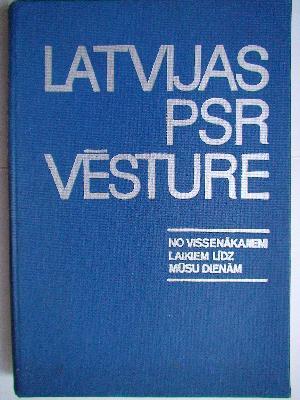 LATVIJAS
PSR
VĒSTURE
NO VISSENĀKAJIEM
LAIKIEM LĪDZ
MŪSU DIENĀM